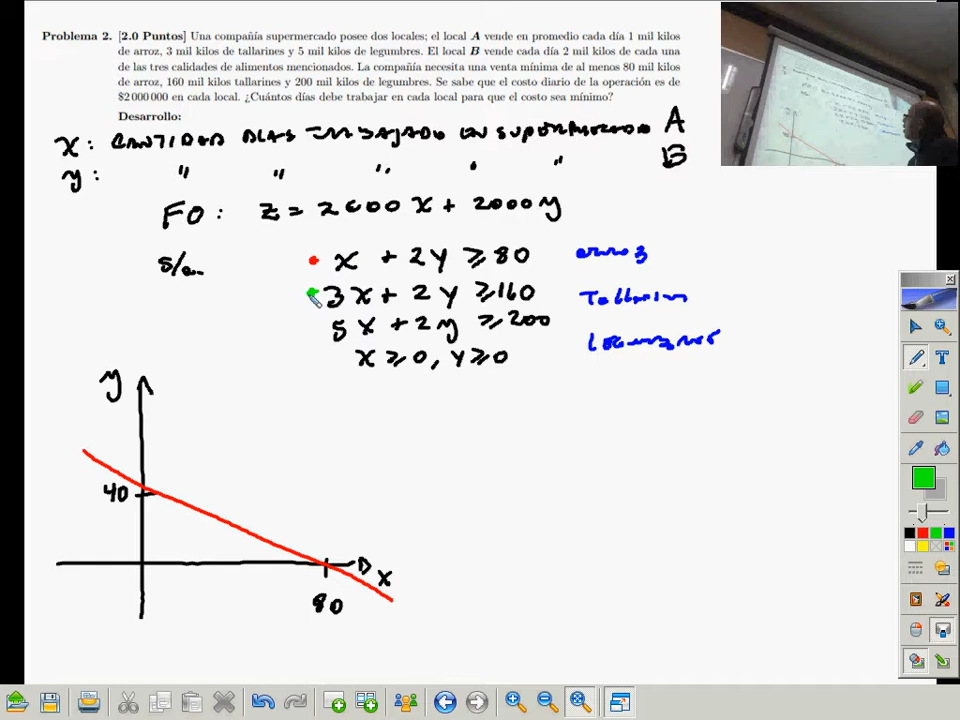 Problema 2. [2.0 Puntos] Una compañía supermercado posee dos locales; el local A vende en promedio cada día 1 mil kilos
de arroz, 3 mil kilos de tallarines y 5 mil kilos de legumbres. El local B vende cada día 2 mil kilos de cada una
de las tres calidades de alimentos mencionados. La compañía necesita una venta mínima de al menos 80 mil kilos
de arroz, 160 mil kilos tallarines y 200 mil kilos de legumbres. Se sabe que el costo diario de la operación es de
$2 000 000 en cada local. ¿Cuántos días debe trabajar en cada local para que el costo sea mínimo?
Desarrollo:
x: CANTIDAD DIAS TRABAJADO EN SUPERMERCADO A
y: " " " " " B
FO: Z = 2000 x + 2000 y
S/a
x + 2y ≥ 80 arroz
3x + 2y ≥ 160 Tallarin
5x + 2y ≥ 200 Legumbres
x ≥ 0, y ≥ 0
y
40
x
80